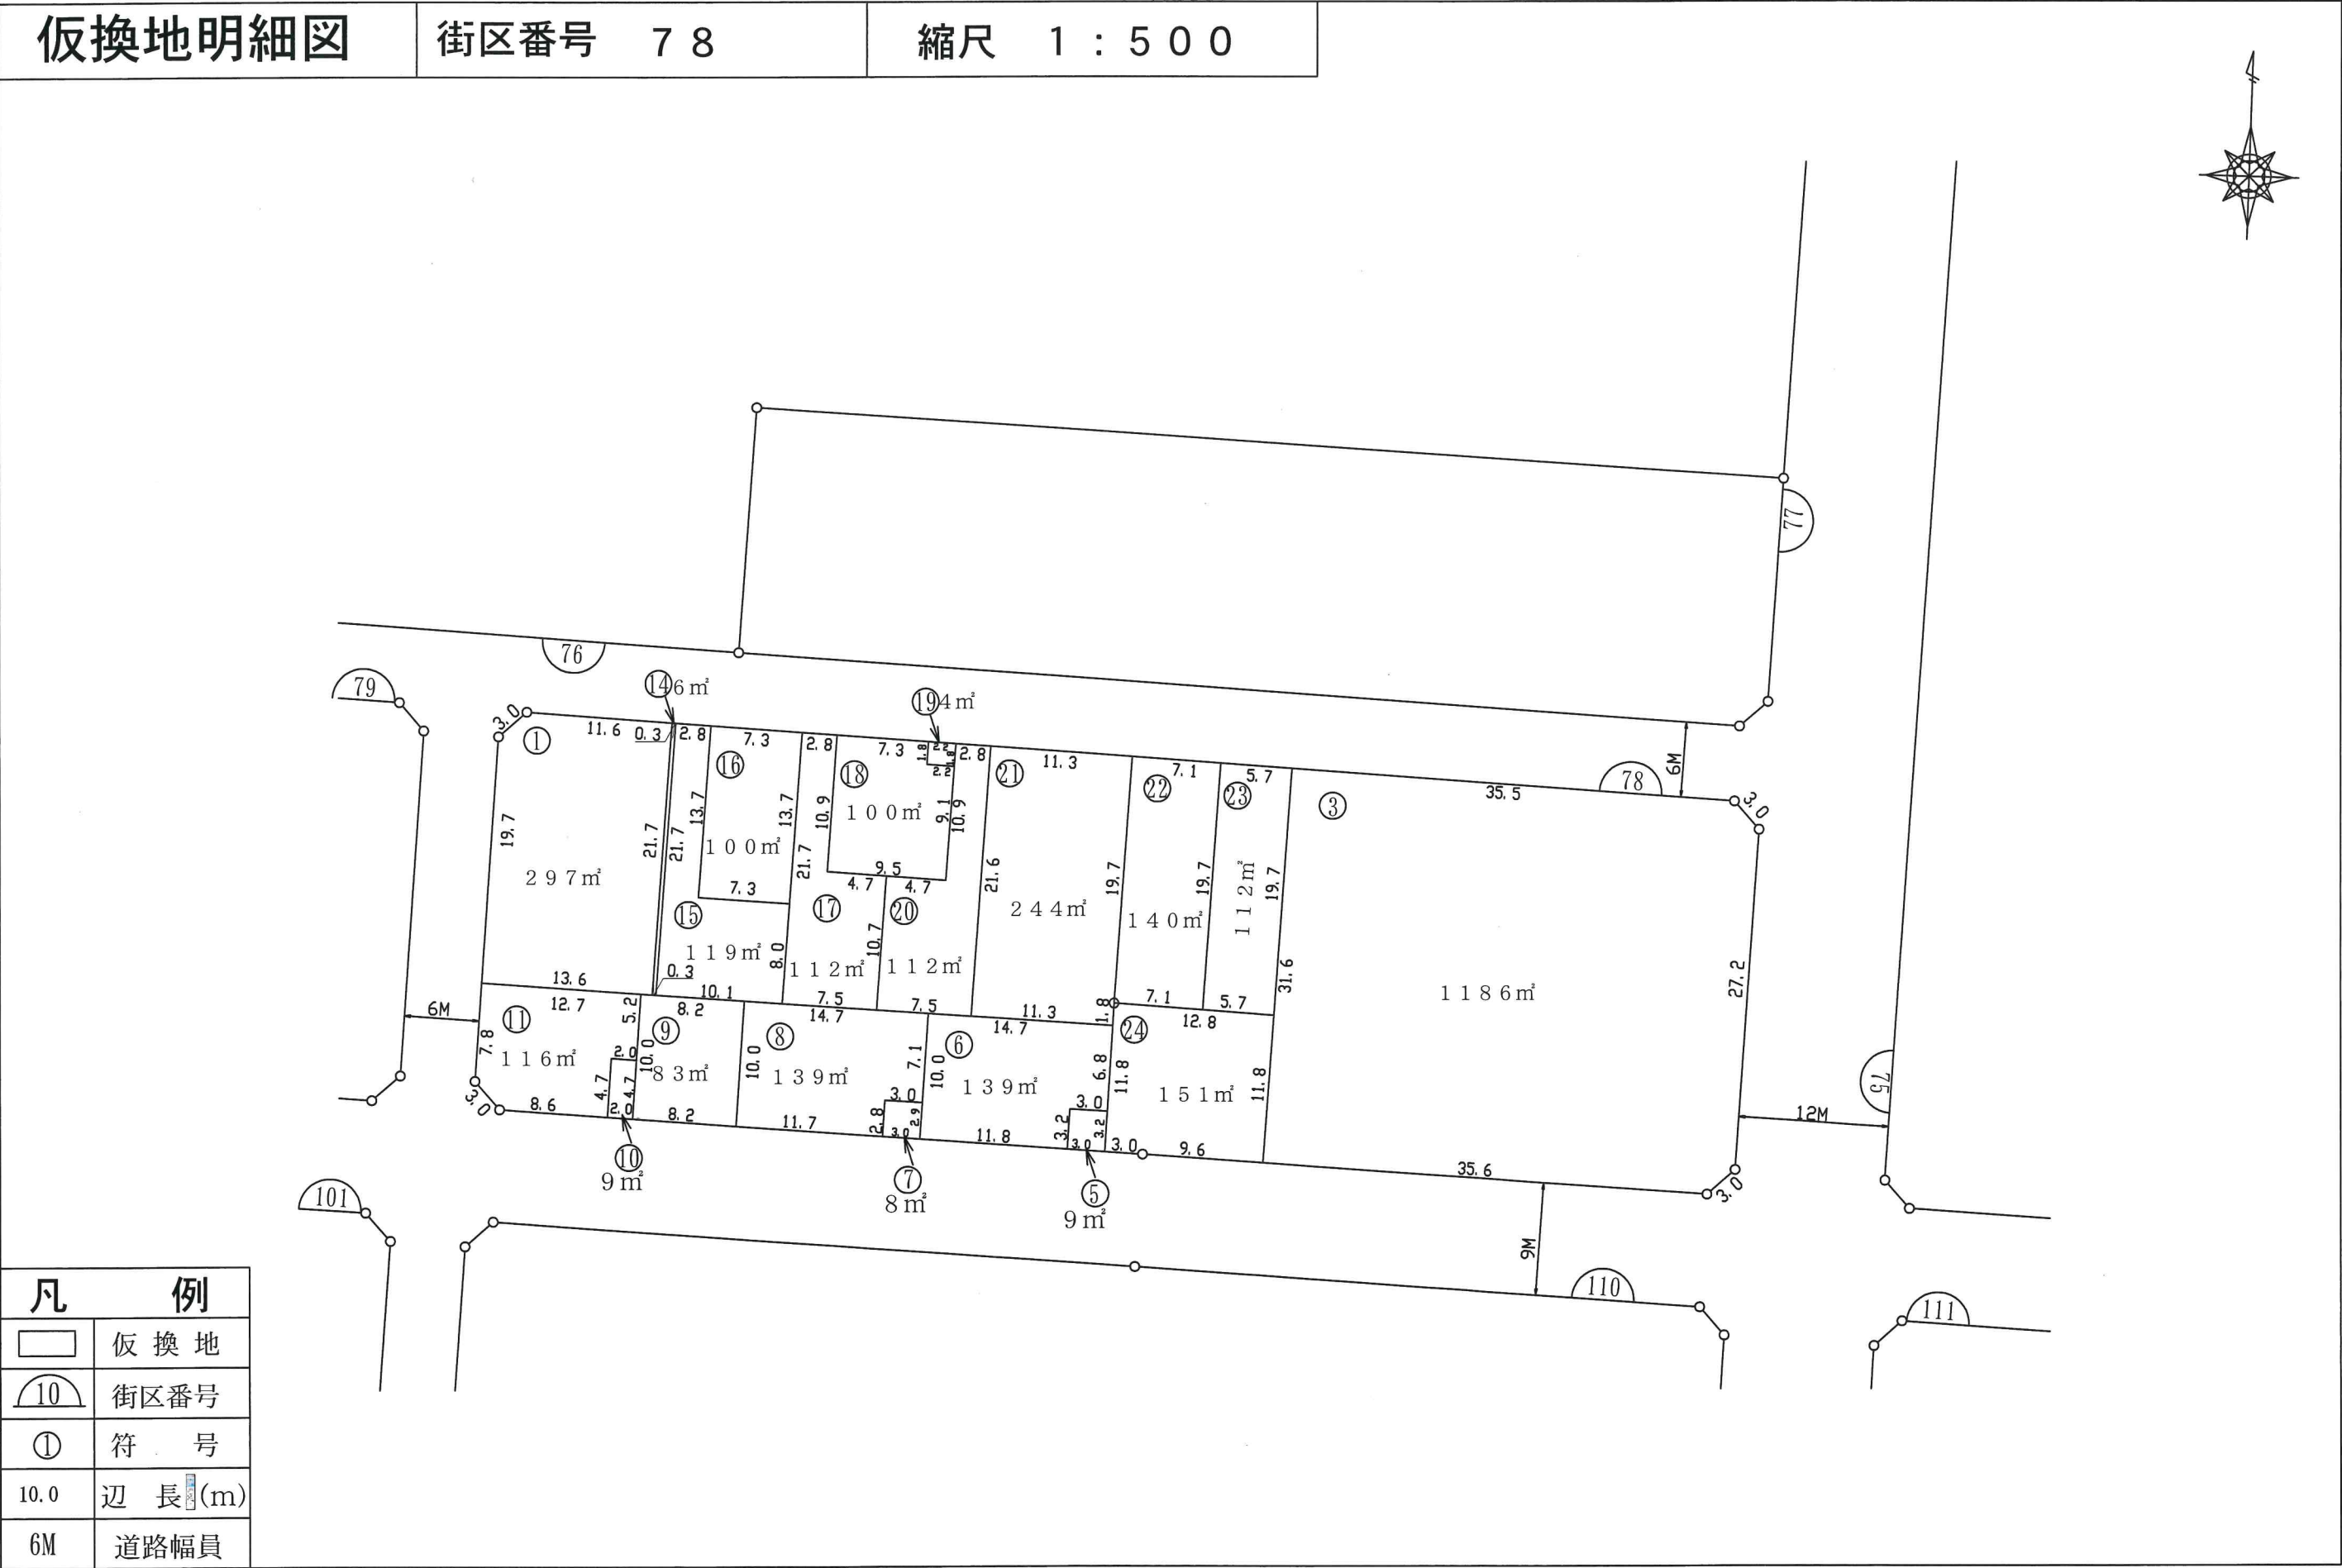 仮換地明細図 街区番号 78 縮尺 1:500
77
76
79
⑭6㎡
⑲4㎡
3.0 ① 11.6 0.3 2.8 7.3 2.8 7.3 1.8 2.2 1.8 2.2 2.8 11.3 7.1 5.7 35.5 78 6M 3.0
⑯ ⑱ ㉑ ㉒ ㉓ ③
19.7 21.7 21.7 13.7 13.7 10.9 100㎡ 9.1 10.9
297㎡ 100㎡ 21.7 9.5 21.6 19.7 19.7 112㎡ 19.7
7.3 4.7 4.7
⑮ ⑰ ⑳ 244㎡ 140㎡
119㎡ 8.0 112㎡ 10.7 112㎡ 31.6 1186㎡ 27.2
13.6 0.3 10.1 7.5 7.5 11.3 1.8 7.1 5.7
6M 12.7 5.2 8.2 14.7 14.7 12.8
⑪ ⑨ ⑧ ⑥ ㉔
7.8 116㎡ 2.0 10.0 83㎡ 10.0 139㎡ 7.1 10.0 139㎡ 6.8 11.8 151㎡ 11.8 75
4.7 4.7 3.0 3.0
3.0 8.6 2.0 8.2 11.7 2.8 3.0 2.9 11.8 3.2 3.0 3.2 3.0 9.6 35.6 12M
⑩ ⑦ ⑤ 3.0
9㎡ 8㎡ 9㎡
101
9M
110
111
凡 例
仮換地
10 街区番号
① 符 号
10.0 辺 長 (m)
6M 道路幅員